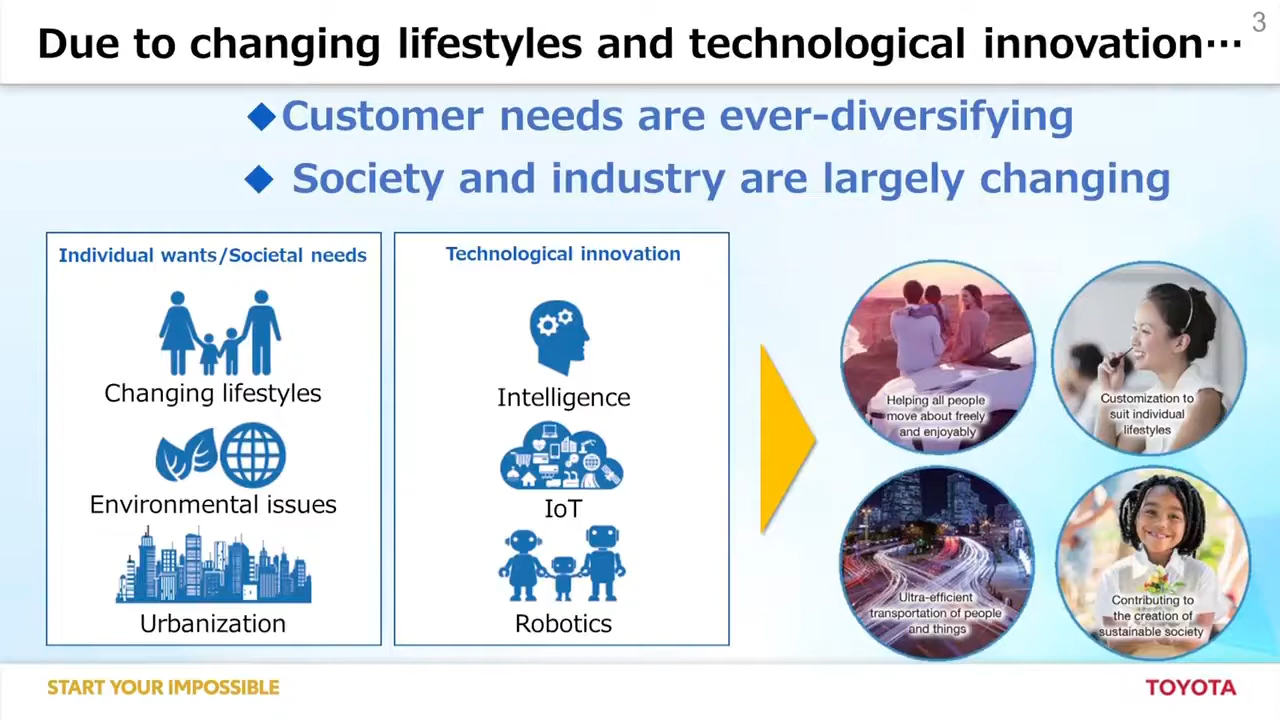 3
Due to changing lifestyles and technological innovation…
◆Customer needs are ever-diversifying
◆ Society and industry are largely changing
Individual wants/Societal needs
Changing lifestyles
Environmental issues
Urbanization
Technological innovation
Intelligence
IoT
Robotics
Helping all people
move about freely
and enjoyably
Customization to
suit individual
lifestyles
Ultra-efficient
transportation of people
and things
Contributing to
the creation of
sustainable society
START YOUR IMPOSSIBLE
TOYOTA